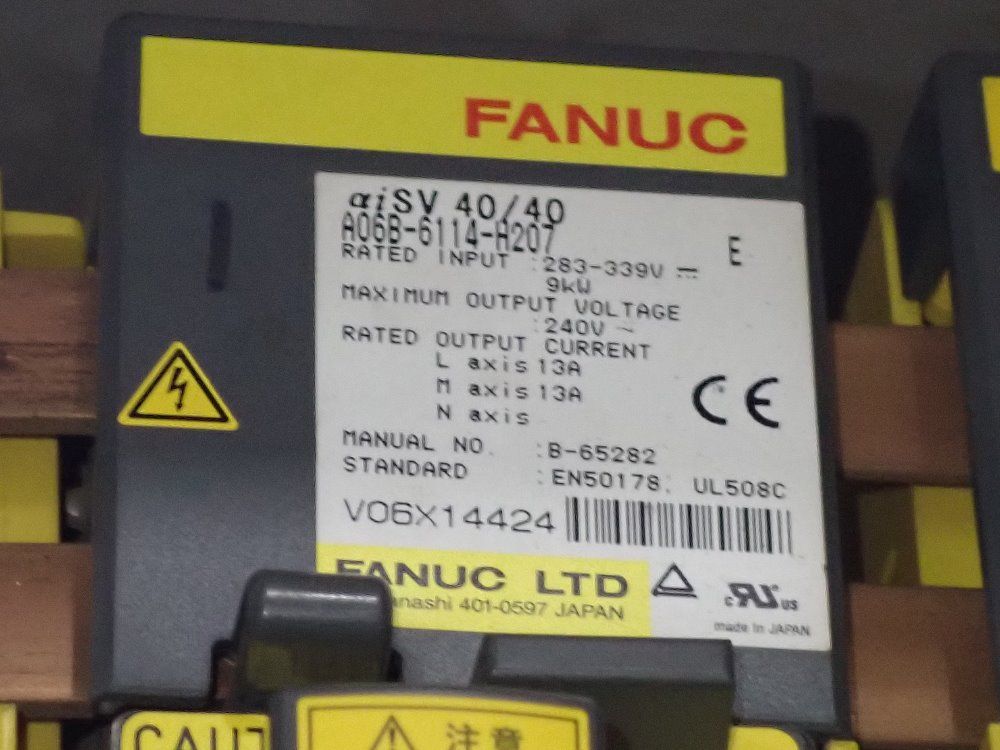 FANUC
αiSV 40/40
A06B-6114-H207
E
RATED INPUT : 283-339V ⎓
9kW
MAXIMUM OUTPUT VOLTAGE
: 240V ~
RATED OUTPUT CURRENT
L axis 13A
M axis 13A
N axis
CE
MANUAL NO. : B-65282
STANDARD : EN50178, UL508C
V06X14424
FANUC LTD
anashi 401-0597 JAPAN
c RU US
made in JAPAN
注意